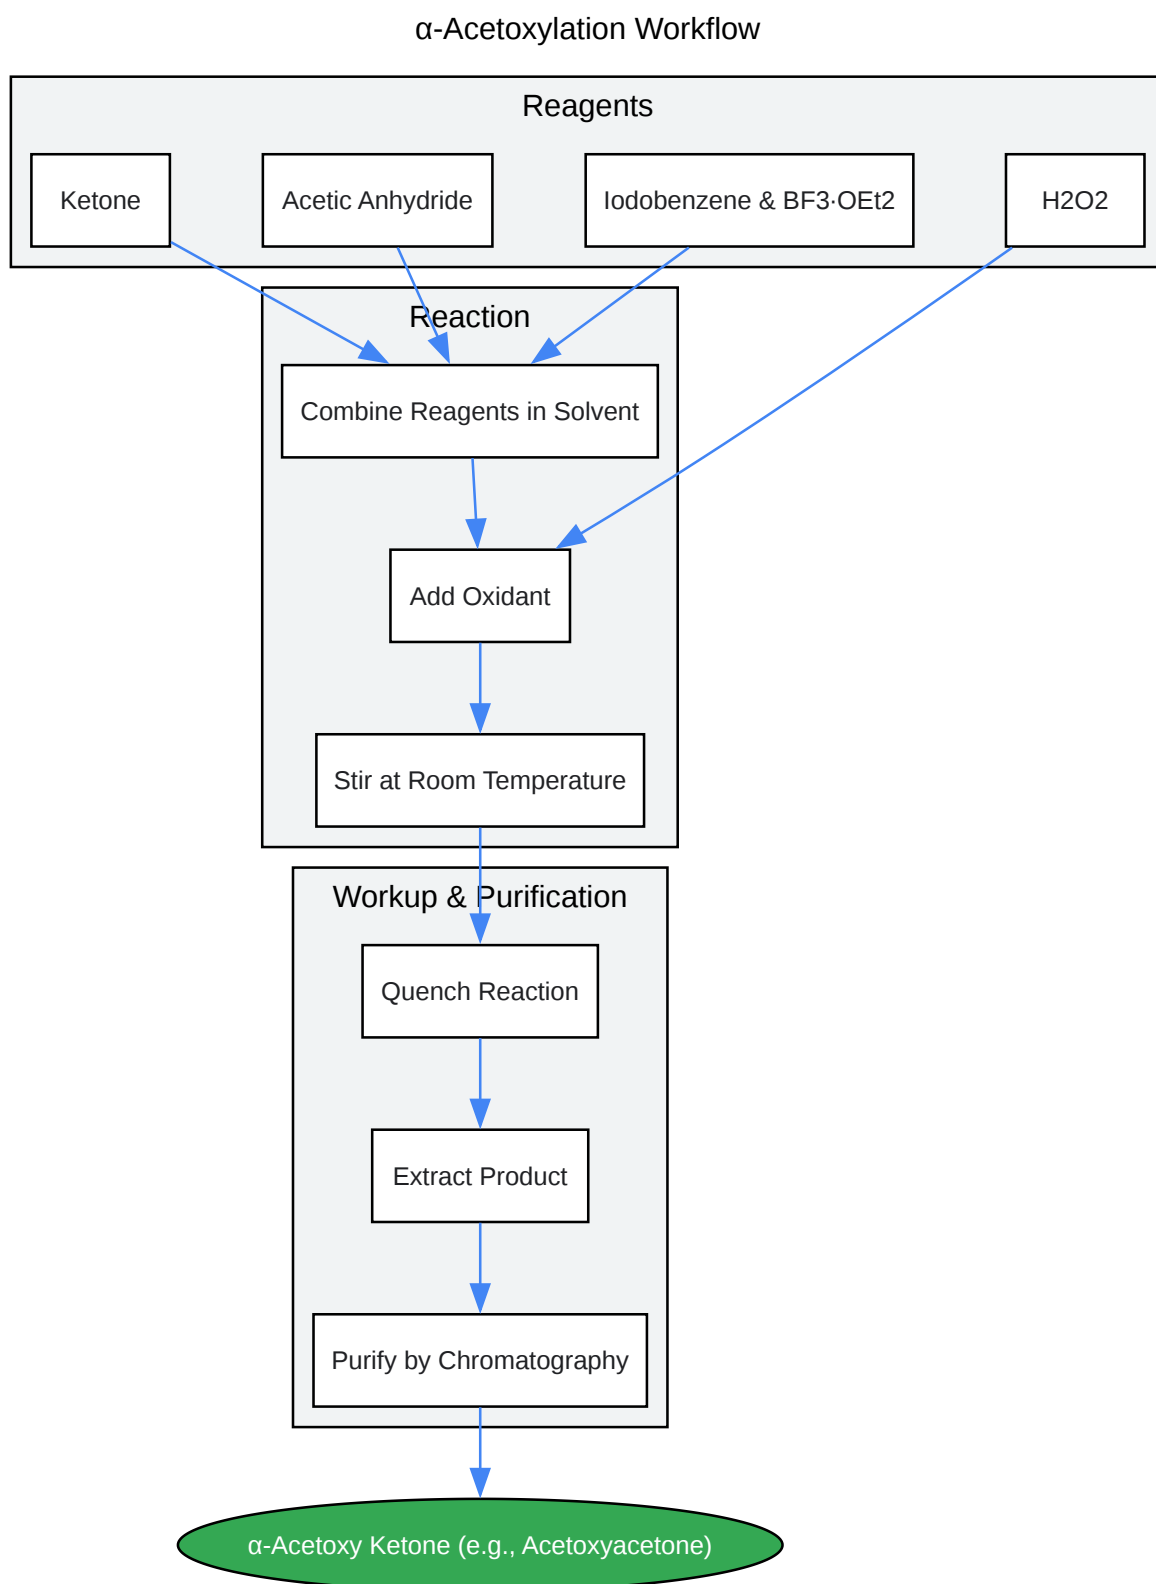 α-Acetoxylation Workflow
Reagents
Ketone
Acetic Anhydride
Iodobenzene & BF3·OEt2
H2O2
Reaction
Combine Reagents in Solvent
Add Oxidant
Stir at Room Temperature
Workup & Purification
Quench Reaction
Extract Product
Purify by Chromatography
α-Acetoxy Ketone (e.g., Acetoxyacetone)